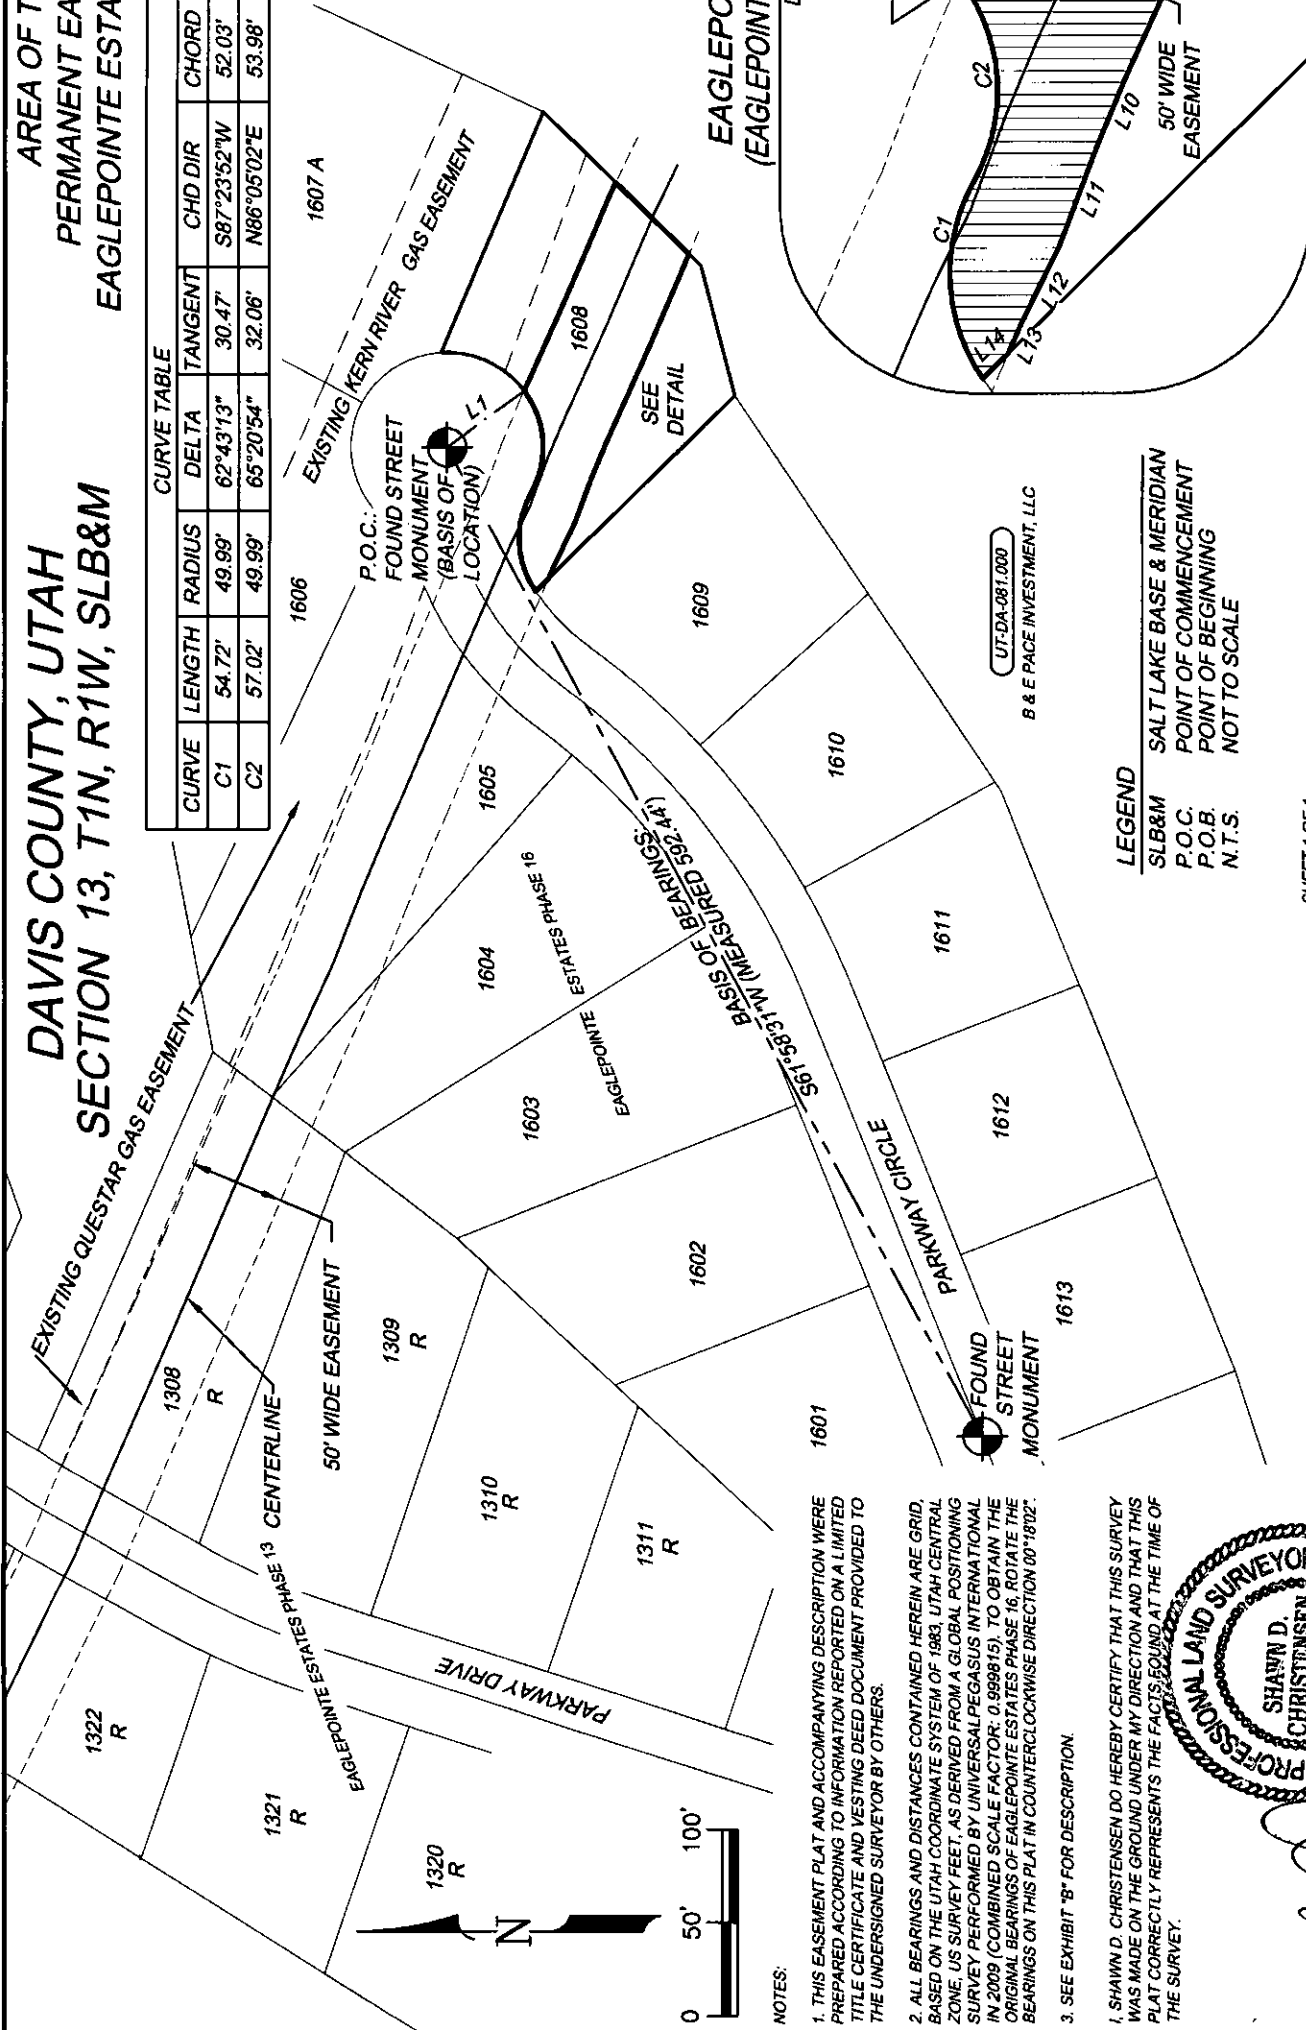 DAVIS COUNTY, UTAH
SECTION 13, T1N, R1W, SLB&M
AREA OF T
PERMANENT EA
EAGLEPOINTE ESTA
CURVE TABLE
CURVE LENGTH RADIUS DELTA TANGENT CHD DIR CHORD
C1 54.72' 49.99' 62°43'13" 30.47' S87°23'52"W 52.03'
C2 57.02' 49.99' 65°20'54" 32.06' N86°05'02"E 53.98'
EXISTING QUESTAR GAS EASEMENT
EXISTING KERN RIVER GAS EASEMENT
1607 A
1606
1608
P.O.C.:
FOUND STREET
MONUMENT
(BASIS OF
LOCATION)
L1
SEE
DETAIL
1605
1604
1603
1602
1601
EAGLEPOINTE ESTATES PHASE 16
1609
1610
1611
1612
1613
BASIS OF BEARINGS:
S61°58'31"W (MEASURED 592.44')
PARKWAY CIRCLE
FOUND
STREET
MONUMENT
1308
R
CENTERLINE
50' WIDE EASEMENT
1309
R
1310
R
1311
R
PARKWAY DRIVE
EAGLEPOINTE ESTATES PHASE 13
1322
R
1321
R
1320
R
N
0 50' 100'
EAGLEPO
(EAGLEPOINT
C1
C2
L10
L11
L12
L13
L14
50' WIDE
EASEMENT
UT-DA-081.000
B & E PACE INVESTMENT, LLC
LEGEND
SLB&M SALT LAKE BASE & MERIDIAN
P.O.C. POINT OF COMMENCEMENT
P.O.B. POINT OF BEGINNING
N.T.S. NOT TO SCALE
NOTES:
1. THIS EASEMENT PLAT AND ACCOMPANYING DESCRIPTION WERE
PREPARED ACCORDING TO INFORMATION REPORTED ON A LIMITED
TITLE CERTIFICATE AND VESTING DEED DOCUMENT PROVIDED TO
THE UNDERSIGNED SURVEYOR BY OTHERS.
2. ALL BEARINGS AND DISTANCES CONTAINED HEREIN ARE GRID,
BASED ON THE UTAH COORDINATE SYSTEM OF 1983, UTAH CENTRAL
ZONE, US SURVEY FEET, AS DERIVED FROM A GLOBAL POSITIONING
SURVEY PERFORMED BY UNIVERSALPEGASUS INTERNATIONAL
IN 2009 (COMBINED SCALE FACTOR: 0.999815). TO OBTAIN THE
ORIGINAL BEARINGS OF EAGLEPOINTE ESTATES PHASE 16, ROTATE THE
BEARINGS ON THIS PLAT IN COUNTERCLOCKWISE DIRECTION 00°18'02".
3. SEE EXHIBIT "B" FOR DESCRIPTION.
I, SHAWN D. CHRISTENSEN DO HEREBY CERTIFY THAT THIS SURVEY
WAS MADE ON THE GROUND UNDER MY DIRECTION AND THAT THIS
PLAT CORRECTLY REPRESENTS THE FACTS FOUND AT THE TIME OF
THE SURVEY.
PROFESSIONAL LAND SURVEYOR
SHAWN D.
CHRISTENSEN